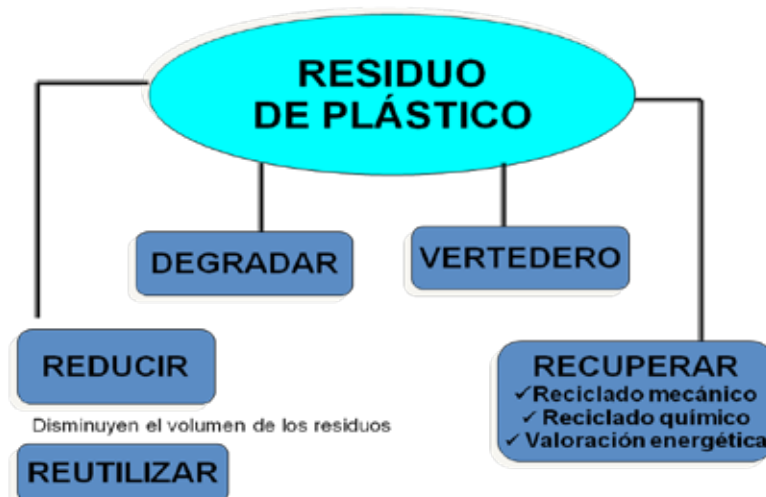 RESIDUO
DE PLÁSTICO
DEGRADAR
VERTEDERO
REDUCIR
Disminuyen el volumen de los residuos
REUTILIZAR
RECUPERAR
✓Reciclado mecánico
✓ Reciclado químico
✓ Valoración energética